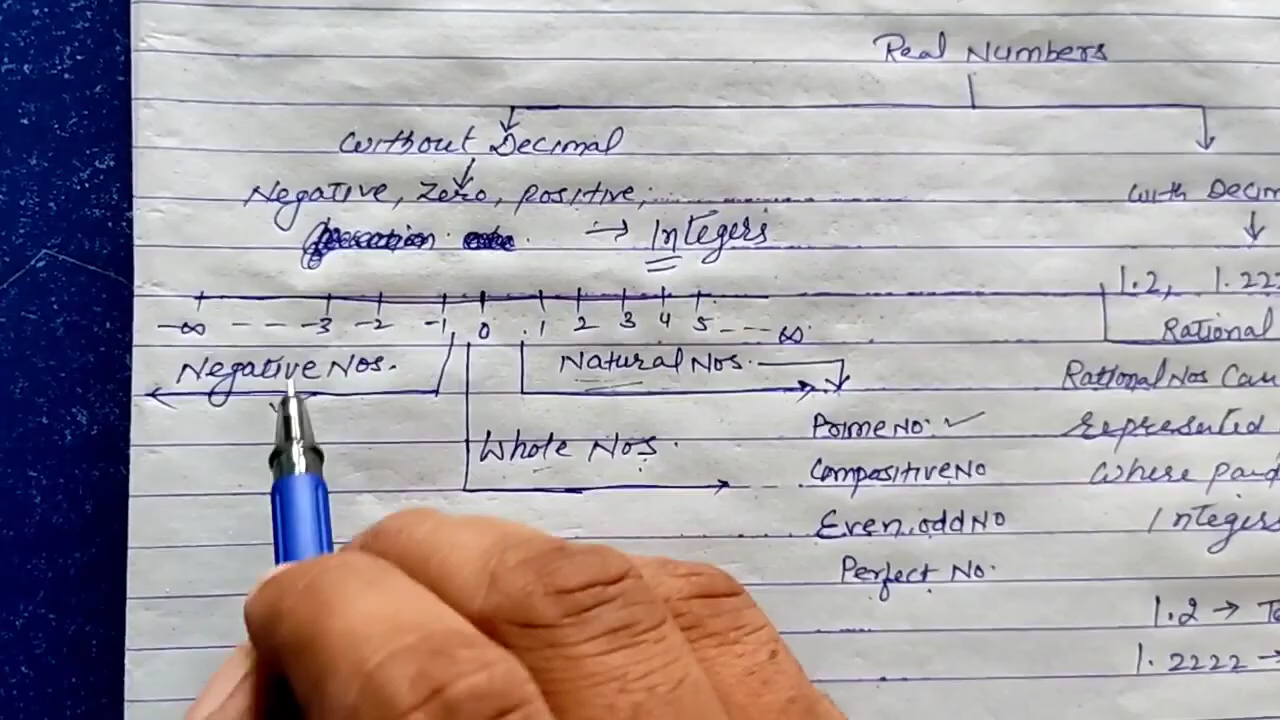 Real Numbers
Without Decimal
Negative, Zero, Positive,
→ Integers
With Decim
1.2, 1.222
-∞ - - -3 -2 -1 0 1 2 3 4 5 - - - ∞
Rational
Negative Nos.
Natural Nos.
Rational Nos Can
Prime No. ✓
represented
Whole Nos.
Compositive No
Where p and
Even, odd No
Integers
Perfect No.
1.2 →
1.2222 →